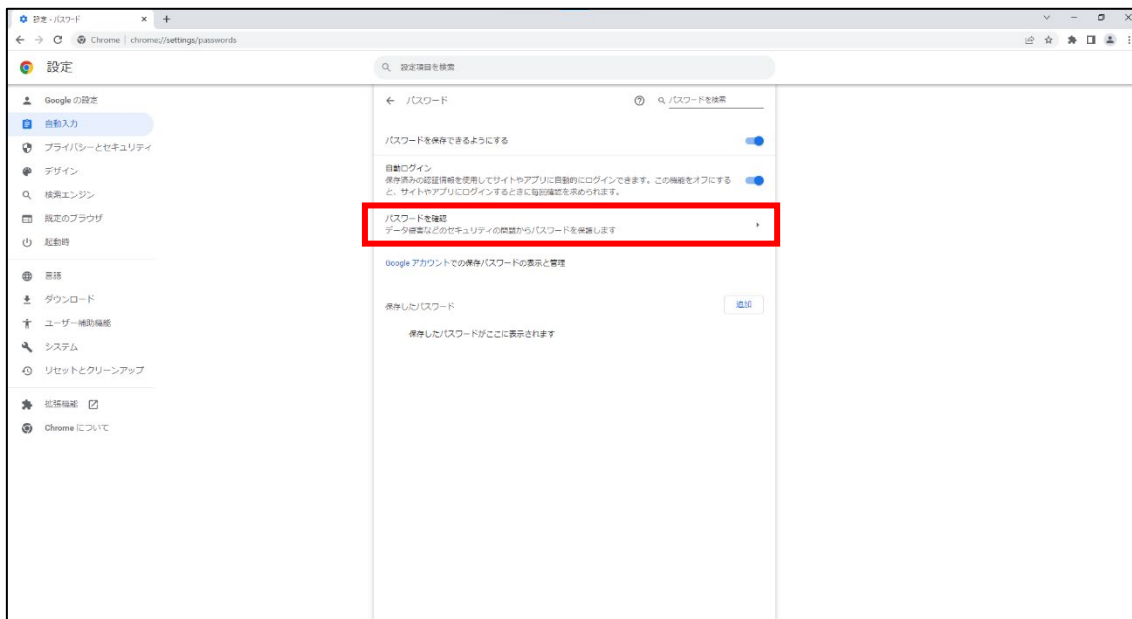 設定 - パスワード
Chrome | chrome://settings/passwords
設定
設定項目を検索
Google の設定
自動入力
プライバシーとセキュリティ
デザイン
検索エンジン
既定のブラウザ
起動時
言語
ダウンロード
ユーザー補助機能
システム
リセットとクリーンアップ
拡張機能
Chrome について
パスワード
パスワードを検索
パスワードを保存できるようにする
自動ログイン
保存済みの認証情報を使用してサイトやアプリに自動的にログインできます。この機能をオフにする
と、サイトやアプリにログインするときに毎回確認を求められます。
パスワードを確認
データ侵害などのセキュリティの問題からパスワードを保護します
Google アカウントでの保存パスワードの表示と管理
保存したパスワード
追加
保存したパスワードがここに表示されます